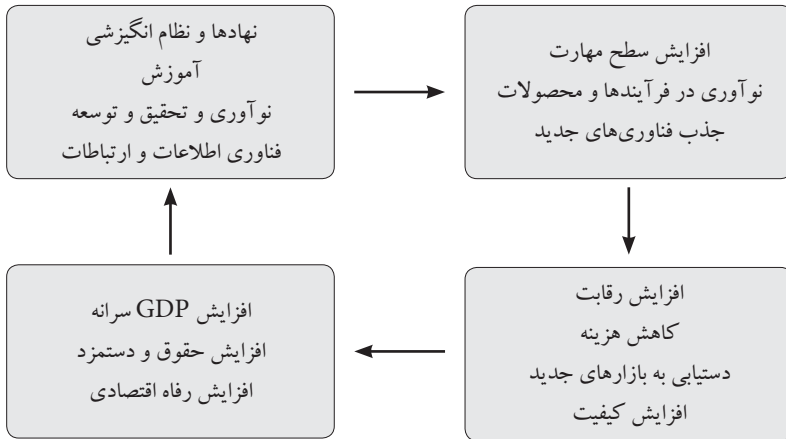 نهادها و نظام انگیزشی
آموزش
نوآوری و تحقیق و توسعه
فناوری اطلاعات و ارتباطات
افزایش سطح مهارت
نوآوری در فرآیندها و محصولات
جذب فناوری‌های جدید
افزایش رقابت
کاهش هزینه
دستیابی به بازارهای جدید
افزایش کیفیت
افزایش GDP سرانه
افزایش حقوق و دستمزد
افزایش رفاه اقتصادی